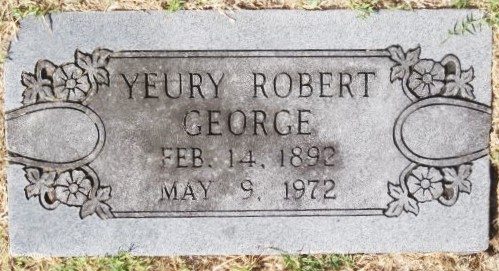 YEURY ROBERT
GEORGE
FEB. 14, 1892
MAY 9, 1972